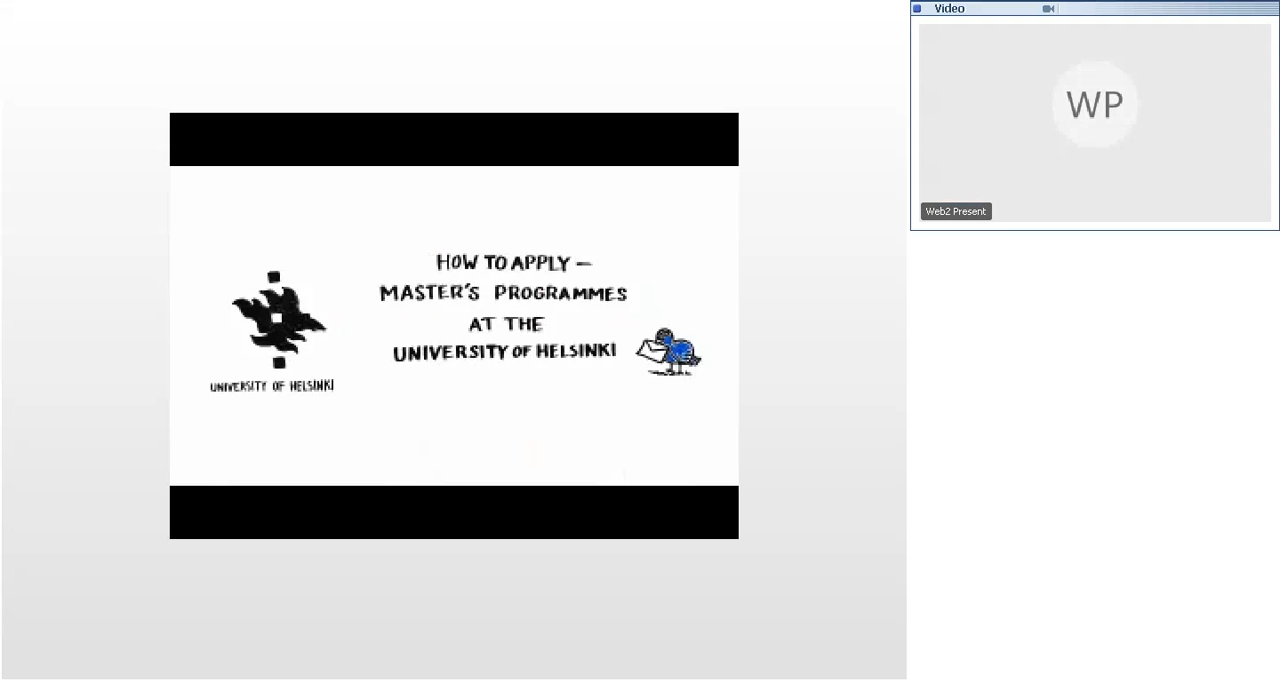 Video
WP
Web2 Present
HOW TO APPLY –
MASTER'S PROGRAMMES
AT THE
UNIVERSITY OF HELSINKI
UNIVERSITY OF HELSINKI